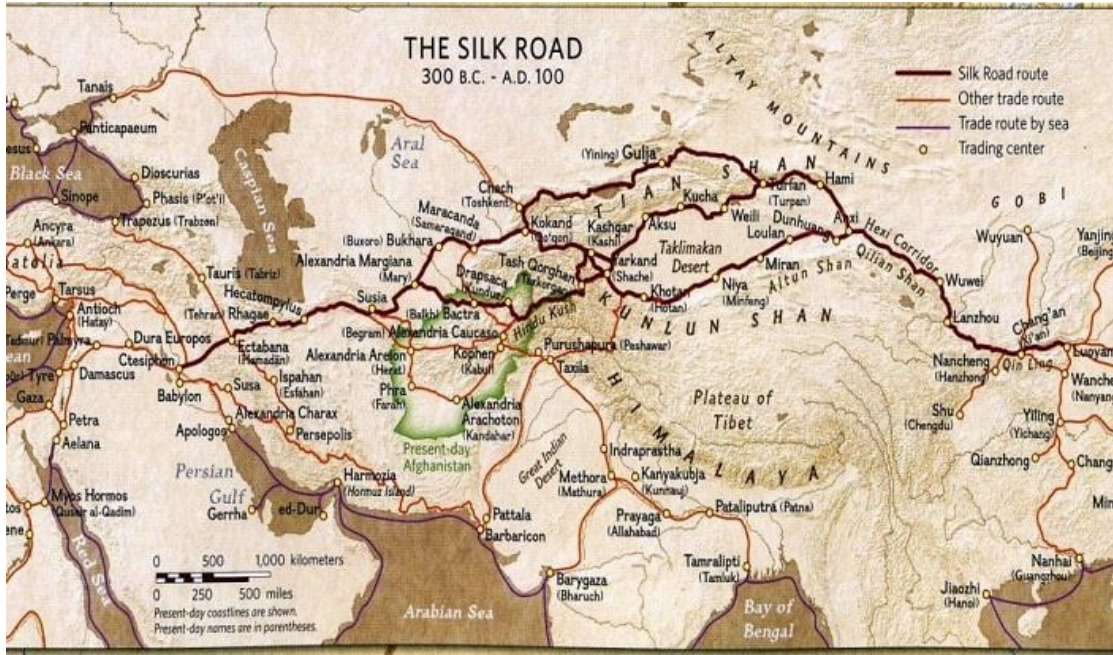 THE SILK ROAD
300 B.C. - A.D. 100
Silk Road route
Other trade route
Trade route by sea
Trading center
ALTAY MOUNTAINS
Tanais
Panticapaeum
Black Sea
Dioscurias
Phasis (P'ot'i)
Sinope
Trapezus (Trabzon)
Ancyra
(Ankara)
Caspian Sea
Aral
Sea
(Yining) Gulja
TIAN SHAN
Turfan
(Turpan)
Hami
GOBI
Chach
(Toshkent)
Kucha
Weili
Aksu
Kokand
(Qo'qon)
Kashgar
(Kashi)
Maracanda
(Samarqand)
(Buxoro) Bukhara
Loulan
Dunhuang
Anxi
Hexi Corridor
Wuyuan
Yanjing
(Beijing)
Taklimakan
Desert
Yarkand
(Shache)
Tash Qorghan
(Taxkorgan)
Miran
Altun Shan
Qilian Shan
Wuwei
Alexandria Margiana
(Mary)
Drapsaca
(Kunduz)
Tauris (Tabriz)
Tarsus
Perge
Hecatompylus
Susia
(Balkh) Bactra
Khotan
(Hotan)
Niya
(Minfeng)
KUNLUN SHAN
Lanzhou
Chang'an
(Xi'an)
Luoyang
Antioch
(Hatay)
(Tehran) Rhagae
(Begram) Alexandria Caucaso
Hindu Kush
Dura Europos
Palmyra
Ctesiphon
Ectabana
(Hamadan)
Alexandria Areion
(Herat)
Kophen
(Kabul)
Purushapura
(Peshawar)
Taxila
Nancheng
(Hanzhong)
Qin Ling
Tyre
Damascus
Babylon
Susa
Ispahan
(Esfahan)
Phra
(Farah)
Alexandria
Arachoton
(Kandahar)
HIMALAYA
Plateau of
Tibet
Wancheng
(Nanyang)
Gaza
Petra
Aelana
Alexandria Charax
Apologos
Persepolis
Present-day
Afghanistan
Great Indian
Desert
Indraprastha
Shu
(Chengdu)
Yiling
(Yichang)
Qianzhong
Persian
Gulf
Harmozia
(Hormuz Island)
Methora
(Mathura)
Kanyakubja
(Kunnauj)
Myos Hormos
(Quseir al-Qadim)
Gerrha
ed-Dur
Pattala
Barbaricon
Prayaga
(Allahabad)
Pataliputra (Patna)
Red Sea
0 500 1,000 kilometers
0 250 500 miles
Present-day coastlines are shown.
Present-day names are in parentheses.
Arabian Sea
Barygaza
(Bharuch)
Tamralipti
(Tamluk)
Bay of
Bengal
Jiaozhi
(Hanoi)
Nanhai
(Guangzhou)